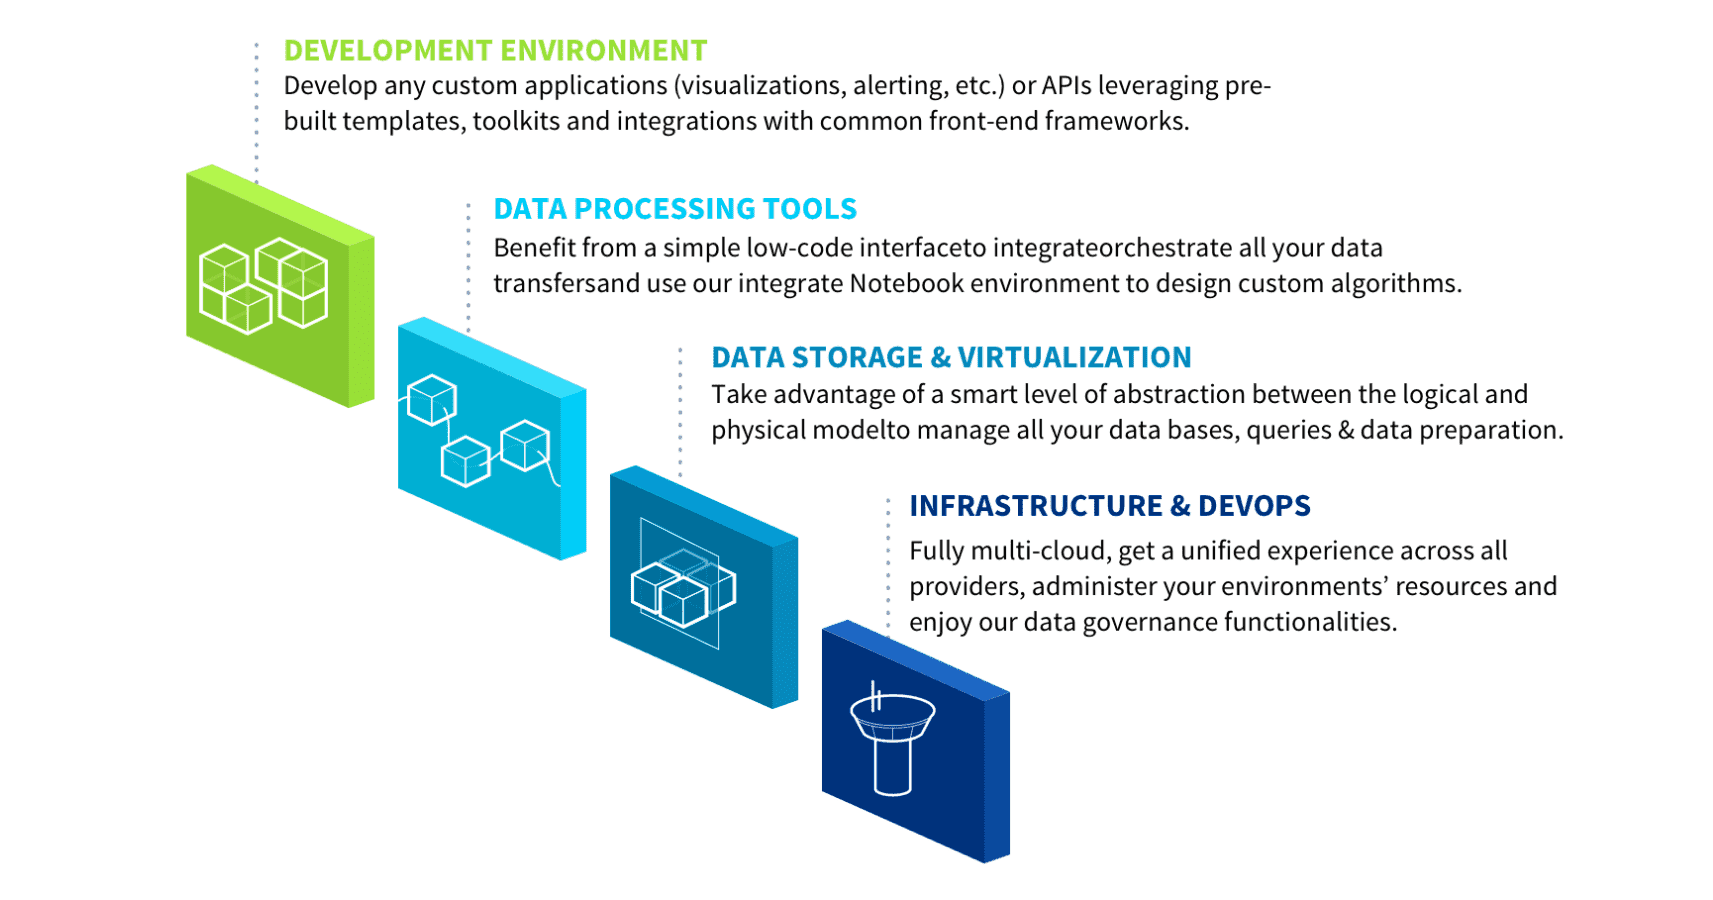 DEVELOPMENT ENVIRONMENT
Develop any custom applications (visualizations, alerting, etc.) or APIs leveraging pre-
built templates, toolkits and integrations with common front-end frameworks.
DATA PROCESSING TOOLS
Benefit from a simple low-code interfaceto integrateorchestrate all your data
transfersand use our integrate Notebook environment to design custom algorithms.
DATA STORAGE & VIRTUALIZATION
Take advantage of a smart level of abstraction between the logical and
physical modelto manage all your data bases, queries & data preparation.
INFRASTRUCTURE & DEVOPS
Fully multi-cloud, get a unified experience across all
providers, administer your environments’ resources and
enjoy our data governance functionalities.